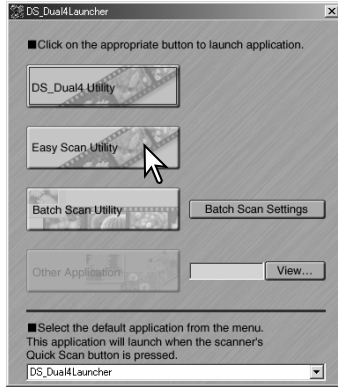 DS_Dual4Launcher
■Click on the appropriate button to launch application.
DS_Dual4 Utility
Easy Scan Utility
Batch Scan Utility
Batch Scan Settings
Other Application
View...
■Select the default application from the menu.
This application will launch when the scanner's
Quick Scan button is pressed.
DS_Dual4Launcher